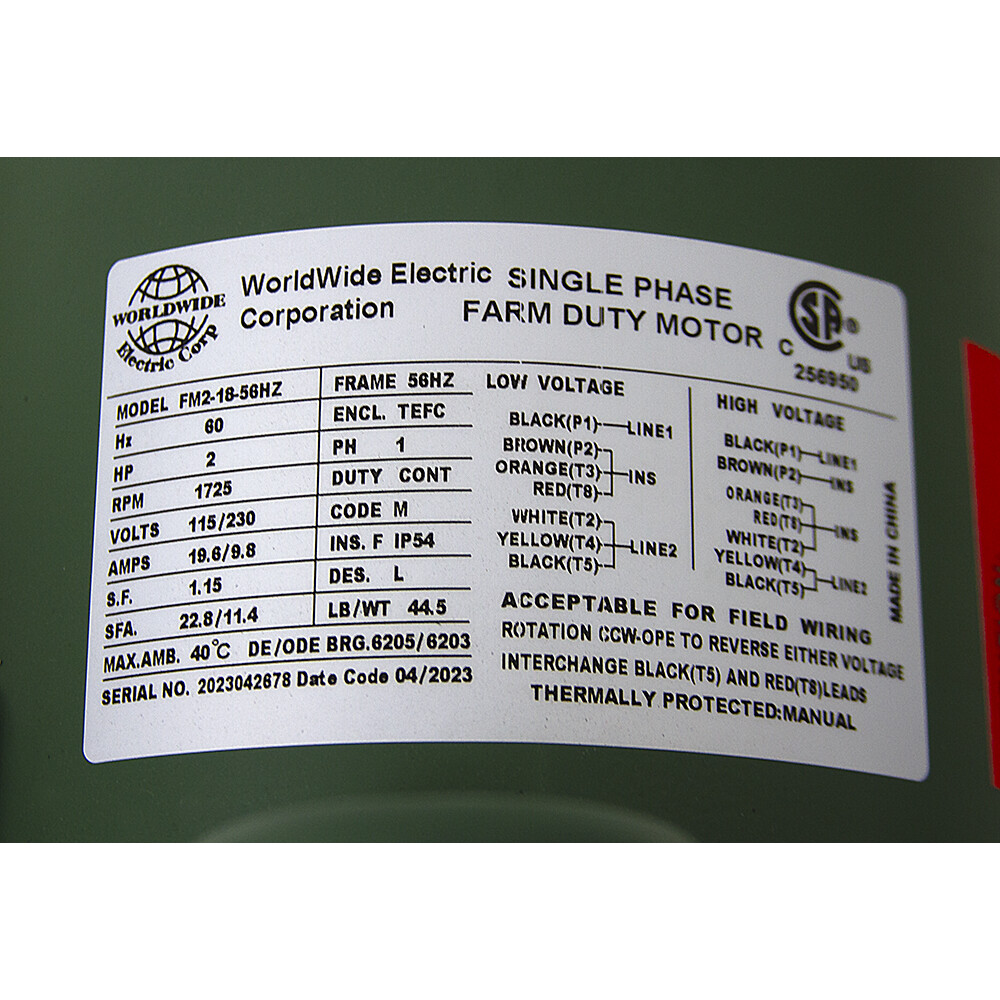 WORLDWIDE
Electric Corp
WorldWide Electric
Corporation
SINGLE PHASE
FARM DUTY MOTOR
SA ®
C US
256950
MODEL FM2-18-56HZ
Hz 60
HP 2
RPM 1725
VOLTS 115/230
AMPS 19.6/9.8
S.F. 1.15
SFA. 22.8/11.4
FRAME 56HZ
ENCL. TEFC
PH 1
DUTY CONT
CODE M
INS. F IP54
DES. L
LB/WT 44.5
MAX.AMB. 40°C DE/ODE BRG.6205/6203
SERIAL NO. 2023042678 Date Code 04/2023
LOW VOLTAGE
BLACK(P1) LINE1
BROWN(P2)
ORANGE(T3) INS
RED(T8)
WHITE(T2)
YELLOW(T4) LINE2
BLACK(T5)
HIGH VOLTAGE
BLACK(P1) LINE1
BROWN(P2) INS
ORANGE(T3)
RED(T8) INS
WHITE(T2)
YELLOW(T4) LINE2
BLACK(T5)
MADE IN CHINA
ACCEPTABLE FOR FIELD WIRING
ROTATION CCW-OPE TO REVERSE EITHER VOLTAGE
INTERCHANGE BLACK(T5) AND RED(T8)LEADS
THERMALLY PROTECTED:MANUAL